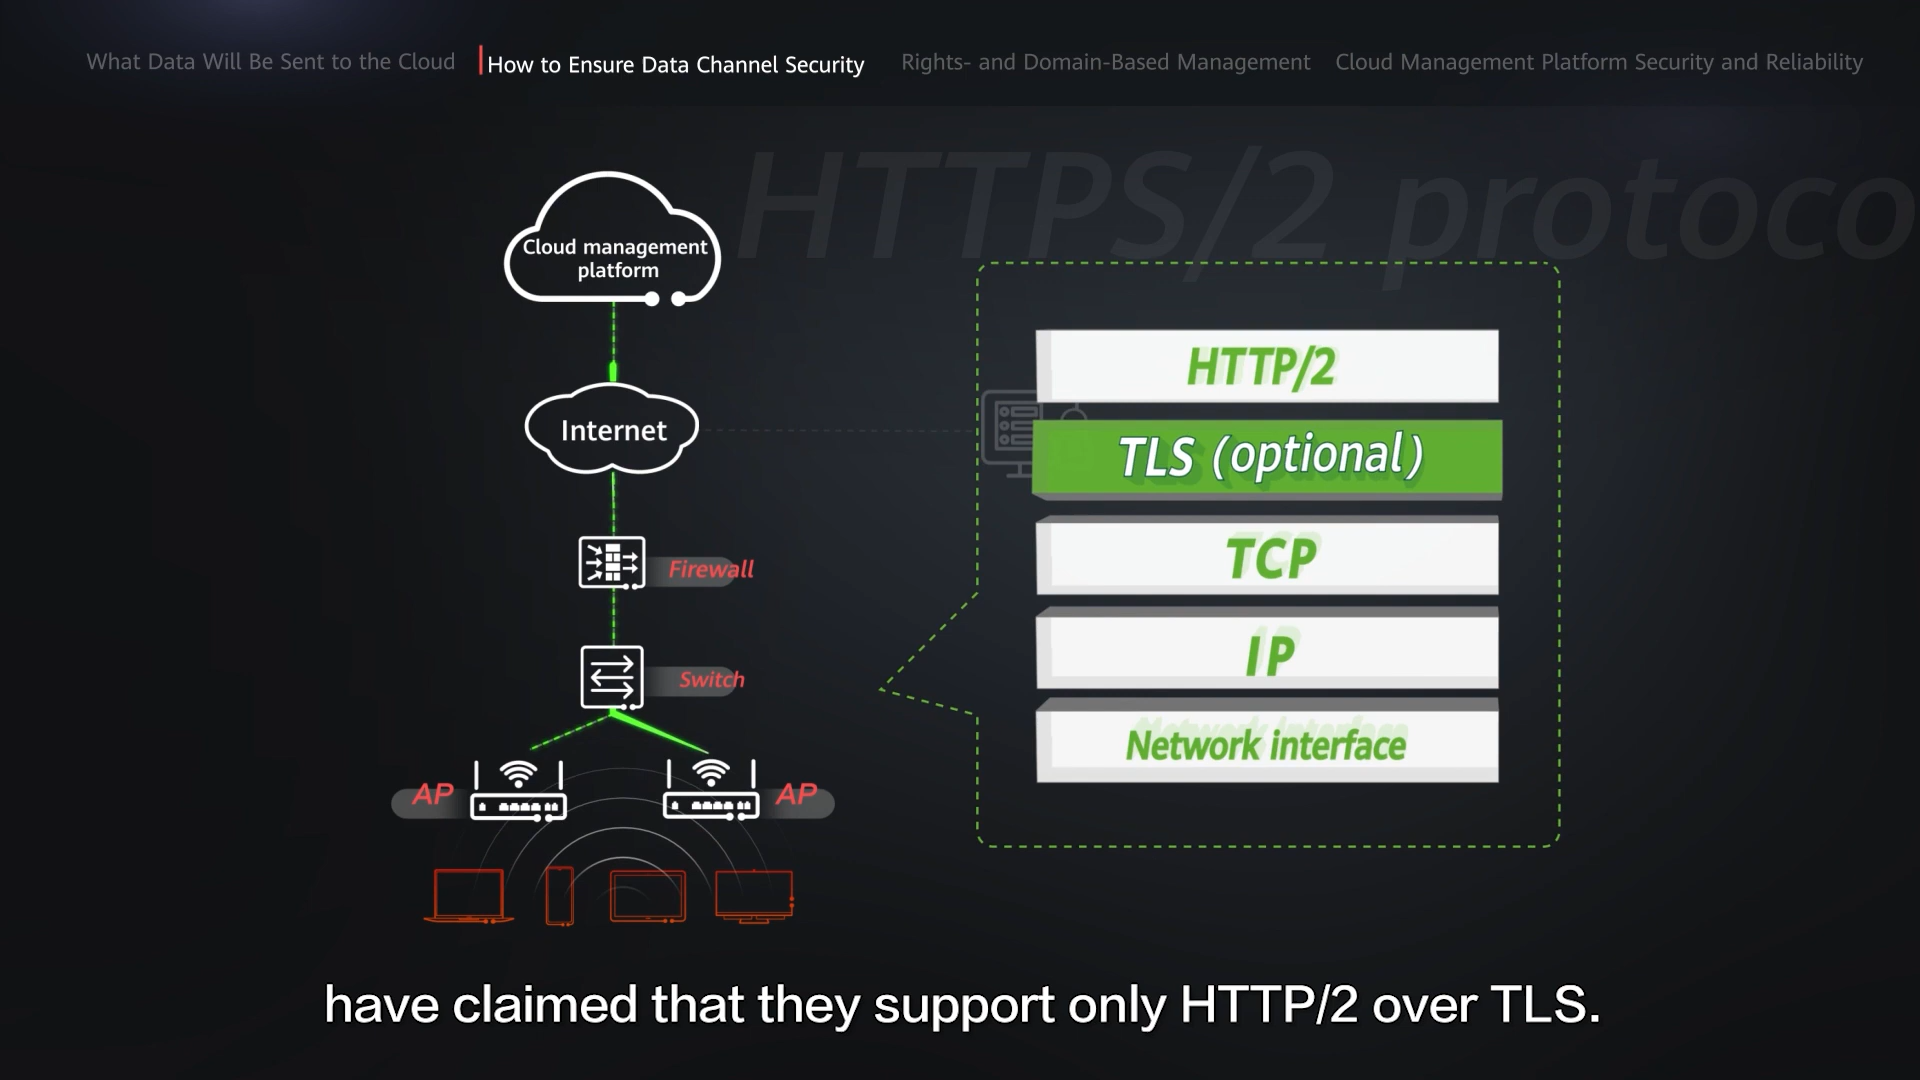 What Data Will Be Sent to the Cloud
How to Ensure Data Channel Security
Rights- and Domain-Based Management
Cloud Management Platform Security and Reliability
HTTPS/2 protoco
Cloud management
platform
Internet
Firewall
Switch
AP
AP
HTTP/2
TLS (optional)
TCP
IP
Network interface
have claimed that they support only HTTP/2 over TLS.